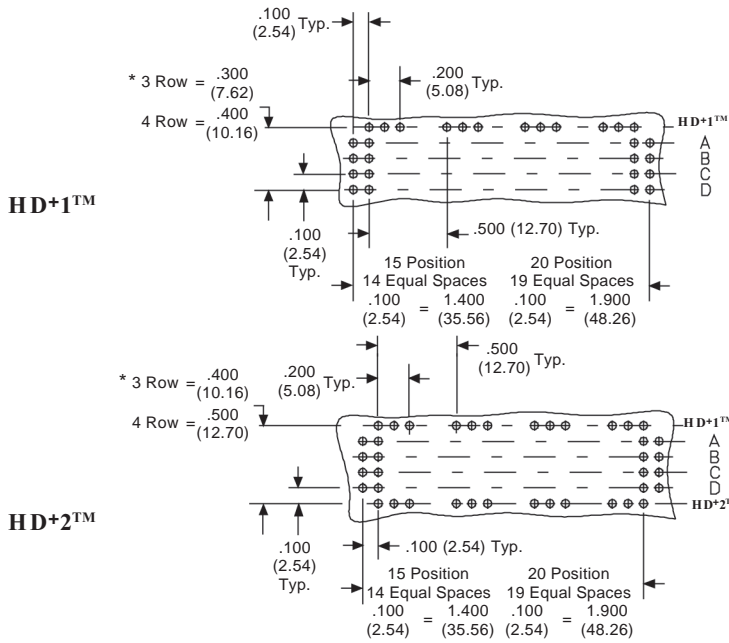 .100
(2.54) Typ.
* 3 Row = .300
(7.62)
.200
(5.08) Typ.
4 Row = .400
(10.16)
HD+1™
A
B
C
D
HD+1™
.100
(2.54)
Typ.
.500 (12.70) Typ.
15 Position
14 Equal Spaces
.100 = 1.400
(2.54) (35.56)
20 Position
19 Equal Spaces
.100 = 1.900
(2.54) (48.26)
.500
(12.70) Typ.
* 3 Row = .400
(10.16)
.200
(5.08) Typ.
4 Row = .500
(12.70)
HD+1™
A
B
C
D
HD+2™
HD+2™
.100
(2.54)
Typ.
.100 (2.54) Typ.
15 Position
14 Equal Spaces
.100 = 1.400
(2.54) (35.56)
20 Position
19 Equal Spaces
.100 = 1.900
(2.54) (48.26)